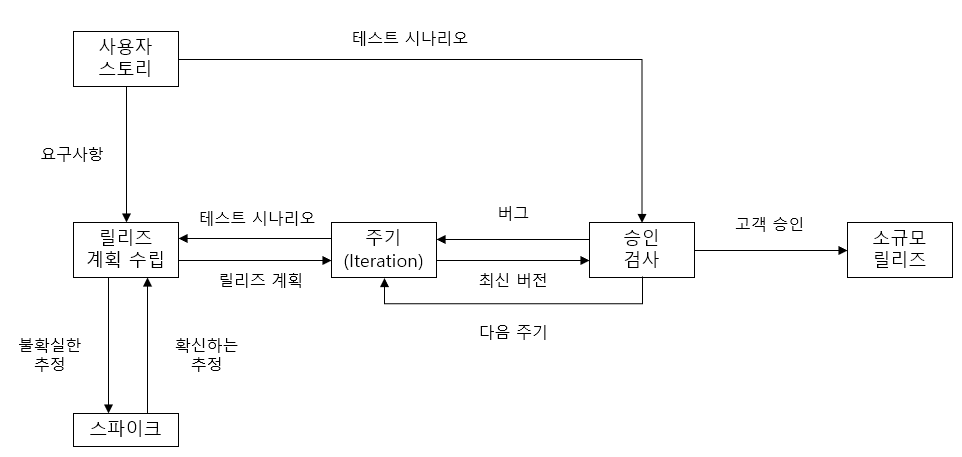 테스트 시나리오
사용자
스토리
요구사항
릴리즈
계획 수립
테스트 시나리오
릴리즈 계획
주기
(Iteration)
버그
최신 버전
다음 주기
승인
검사
고객 승인
소규모
릴리즈
불확실한
추정
확신하는
추정
스파이크